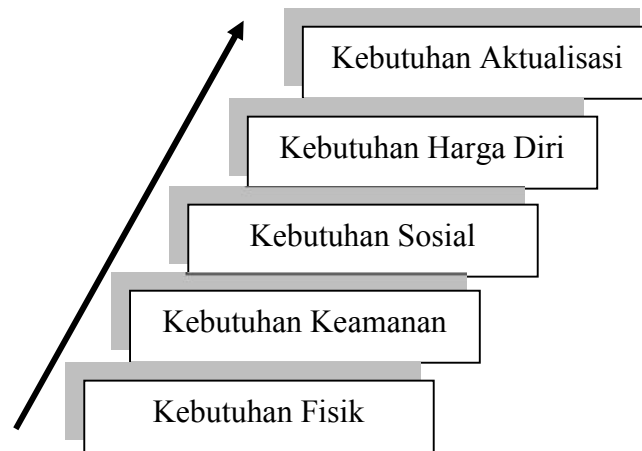 Kebutuhan Aktualisasi
Kebutuhan Harga Diri
Kebutuhan Sosial
Kebutuhan Keamanan
Kebutuhan Fisik